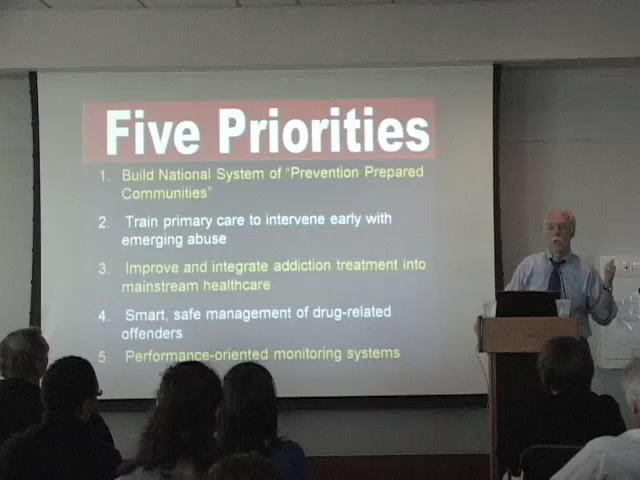 Five Priorities
1. Build National System of "Prevention Prepared
Communities"
2. Train primary care to intervene early with
emerging abuse
3. Improve and integrate addiction treatment into
mainstream healthcare
4. Smart, safe management of drug-related
offenders
5. Performance-oriented monitoring systems